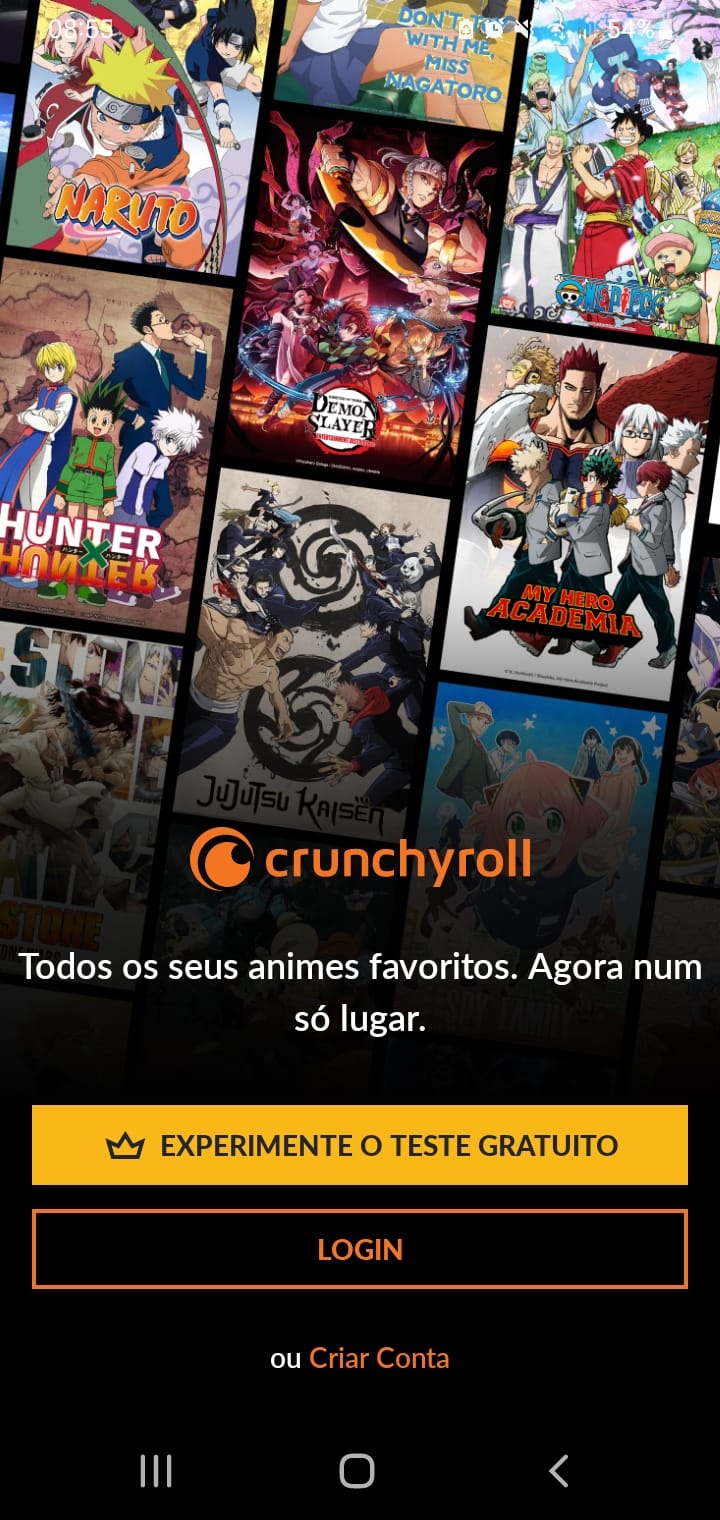 08:55
54%
DON'T TOY
WITH ME,
MISS
NAGATORO
NARUTO
ONE PIECE
DEMON
SLAYER
HUNTER
HUNTER
MY HERO
ACADEMIA
JUJUTSU KAISEN
STONE
SPY FAMILY
crunchyroll
Todos os seus animes favoritos. Agora num
só lugar.
EXPERIMENTE O TESTE GRATUITO
LOGIN
ou Criar Conta